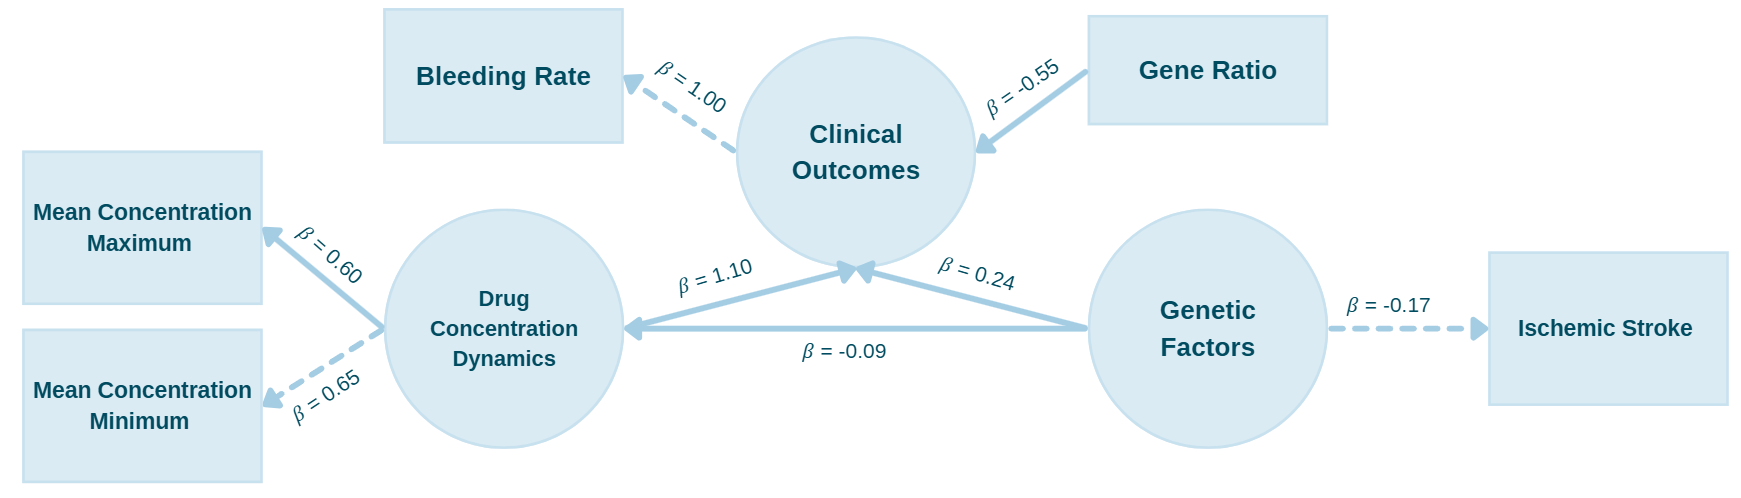 Bleeding Rate
β = 1.00
Clinical
Outcomes
β = -0.55
Gene Ratio
Mean Concentration
Maximum
β = 0.60
Mean Concentration
Minimum
β = 0.65
Drug
Concentration
Dynamics
β = 1.10
β = 0.24
β = -0.09
Genetic
Factors
β = -0.17
Ischemic Stroke